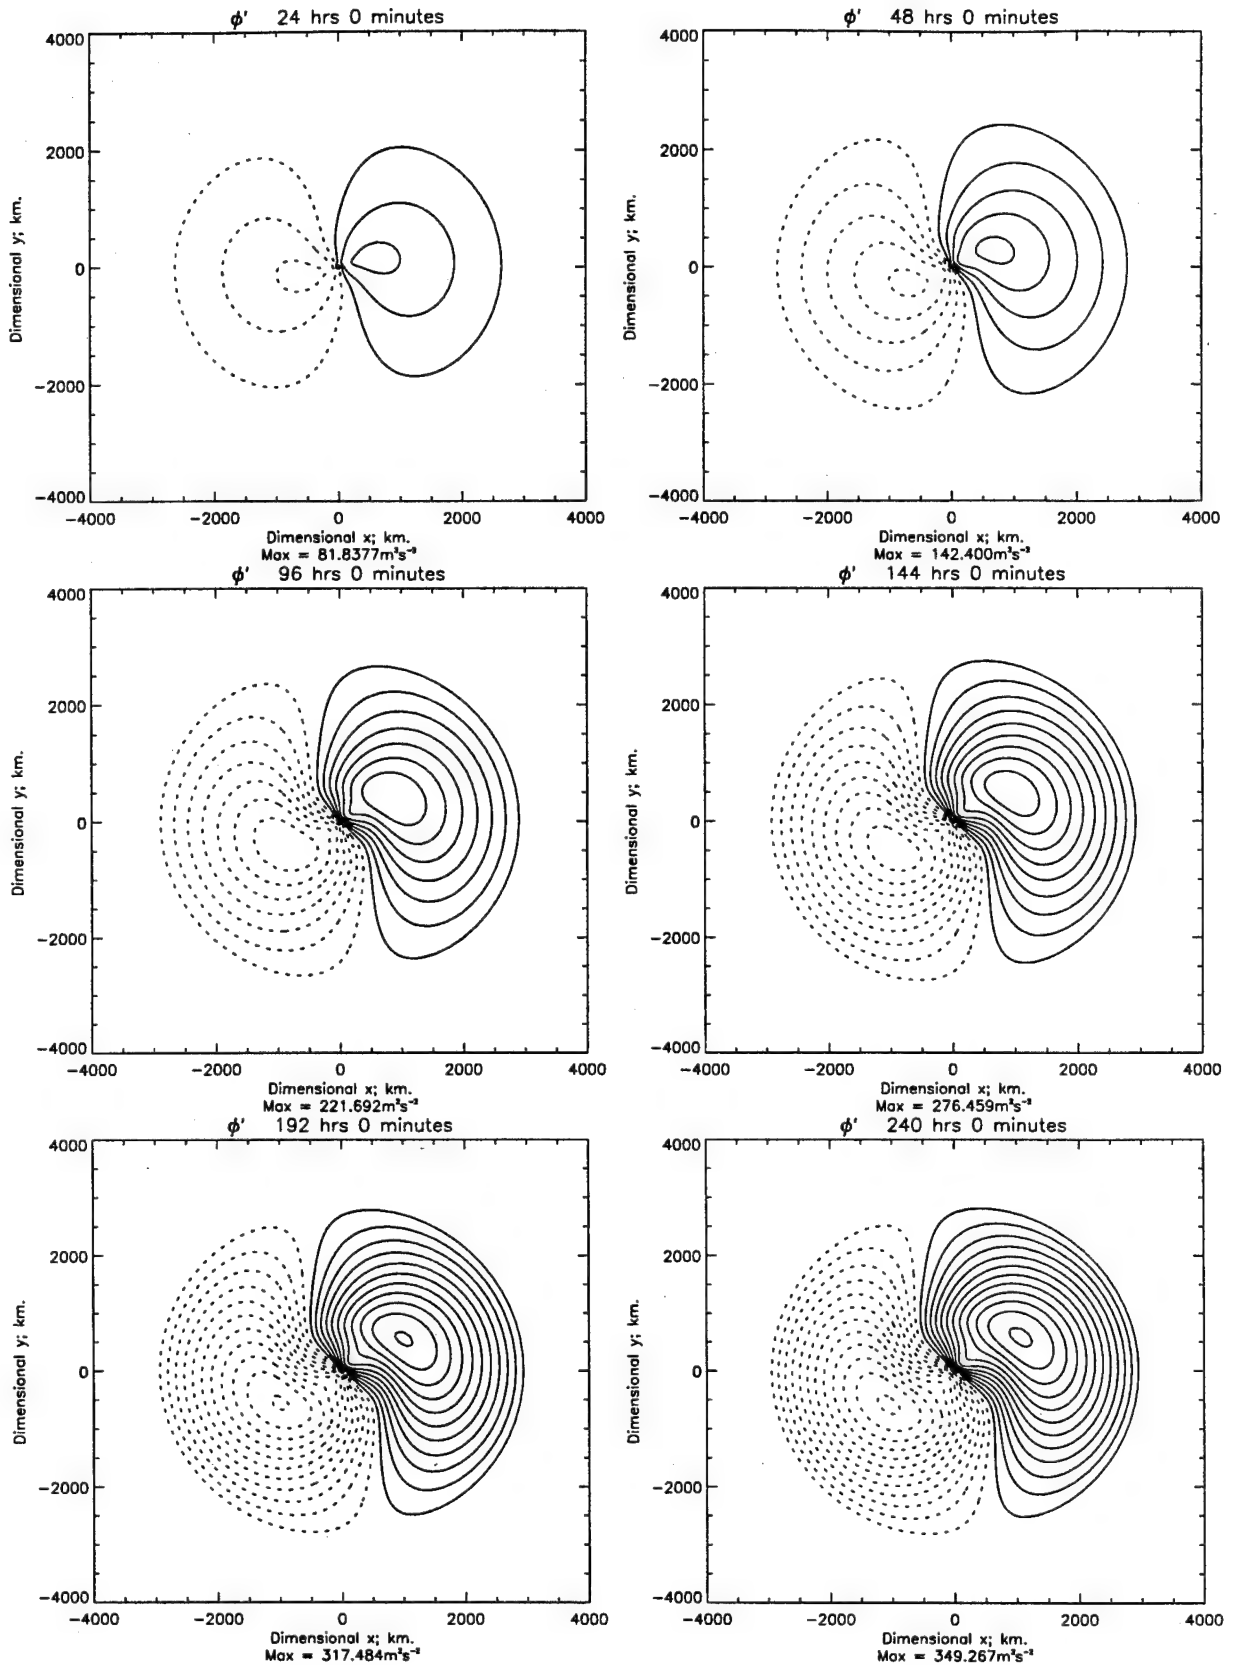 ϕ' 24 hrs 0 minutes
4000
2000
0
−2000
−4000
Dimensional y; km.
−4000 −2000 0 2000 4000
Dimensional x; km.
Max = 81.8377m²s⁻²
ϕ' 48 hrs 0 minutes
4000
2000
0
−2000
−4000
Dimensional y; km.
−4000 −2000 0 2000 4000
Dimensional x; km.
Max = 142.400m²s⁻²
ϕ' 96 hrs 0 minutes
4000
2000
0
−2000
−4000
Dimensional y; km.
−4000 −2000 0 2000 4000
Dimensional x; km.
Max = 221.692m²s⁻²
ϕ' 144 hrs 0 minutes
4000
2000
0
−2000
−4000
Dimensional y; km.
−4000 −2000 0 2000 4000
Dimensional x; km.
Max = 276.459m²s⁻²
ϕ' 192 hrs 0 minutes
4000
2000
0
−2000
−4000
Dimensional y; km.
−4000 −2000 0 2000 4000
Dimensional x; km.
Max = 317.484m²s⁻²
ϕ' 240 hrs 0 minutes
4000
2000
0
−2000
−4000
Dimensional y; km.
−4000 −2000 0 2000 4000
Dimensional x; km.
Max = 349.267m²s⁻²